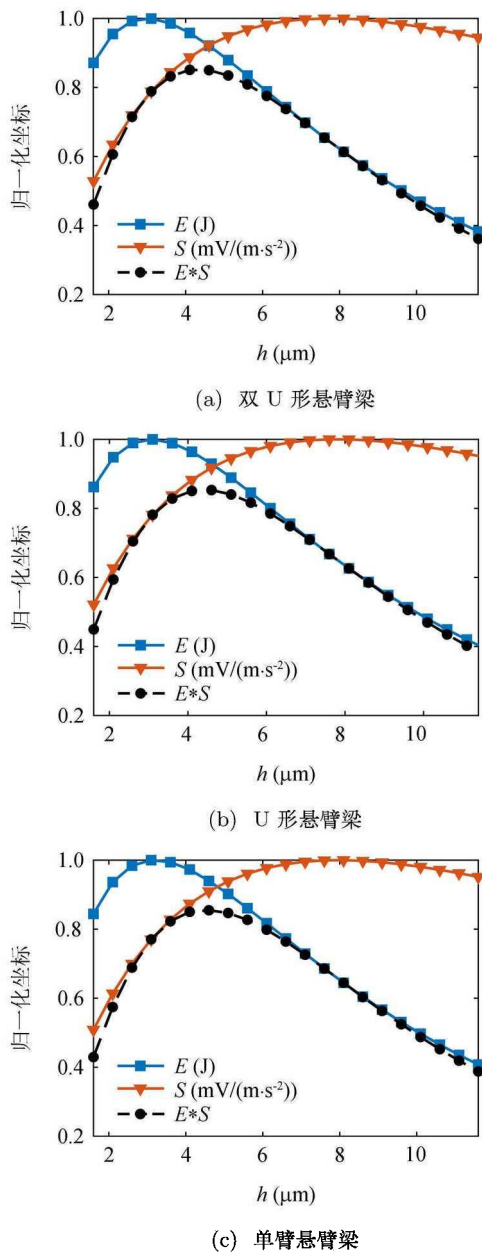 1.0
0.8
0.6
0.4
0.2
归一化坐标
E (J)
S (mV/(m·s⁻²))
E*S
2 4 6 8 10
h (μm)
(a) 双 U 形悬臂梁
1.0
0.8
0.6
0.4
0.2
归一化坐标
E (J)
S (mV/(m·s⁻²))
E*S
2 4 6 8 10
h (μm)
(b) U 形悬臂梁
1.0
0.8
0.6
0.4
0.2
归一化坐标
E (J)
S (mV/(m·s⁻²))
E*S
2 4 6 8 10
h (μm)
(c) 单臂悬臂梁